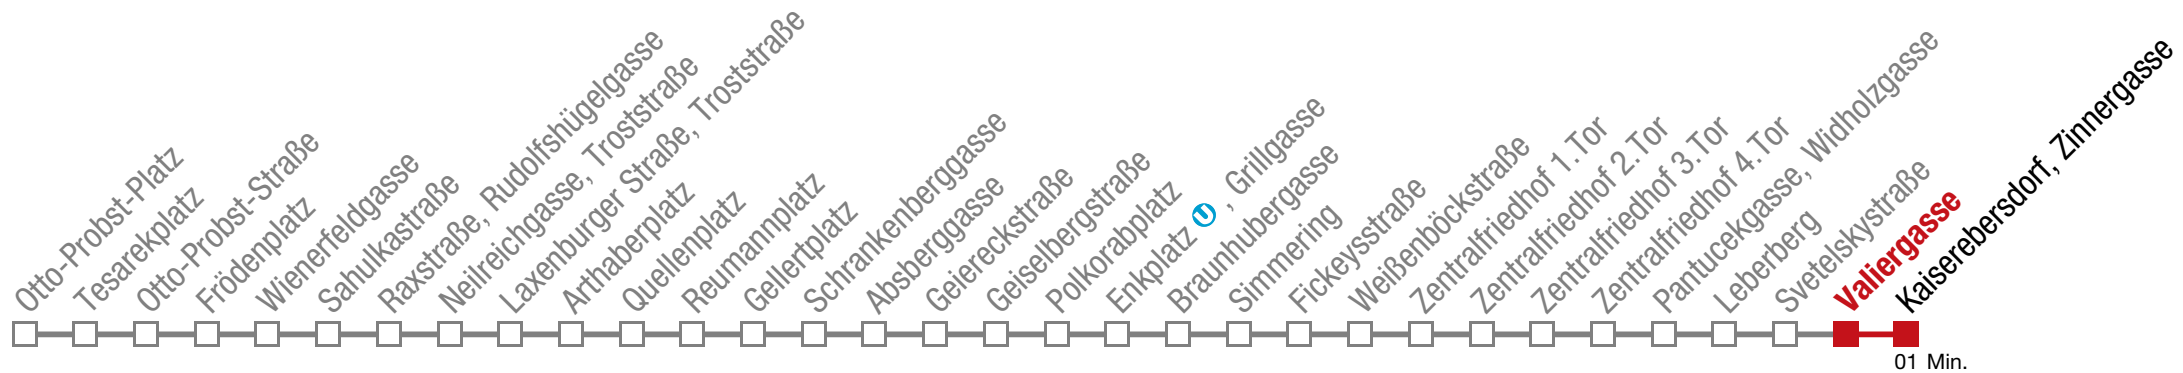 Otto-Probst-Platz
Tesarekplatz
Otto-Probst-Straße
Frödenplatz
Wienerfeldgasse
Sahulkastraße
Raxstraße, Rudolfshügelgasse
Neilreichgasse, Troststraße
Laxenburger Straße, Troststraße
Arthaberplatz
Quellenplatz
Reumannplatz
Gellertplatz
Schrankenberggasse
Absberggasse
Geiereckstraße
Geiselbergstraße
Polkorabplatz
Enkplatz U, Grillgasse
Braunhubergasse
Simmering
Fickeysstraße
Weißenböckstraße
Zentralfriedhof 1.Tor
Zentralfriedhof 2.Tor
Zentralfriedhof 3.Tor
Zentralfriedhof 4.Tor
Pantucekgasse, Widholzgasse
Leberberg
Svetelskystraße
Valiergasse
Kaiserebersdorf, Zinnergasse
01 Min.